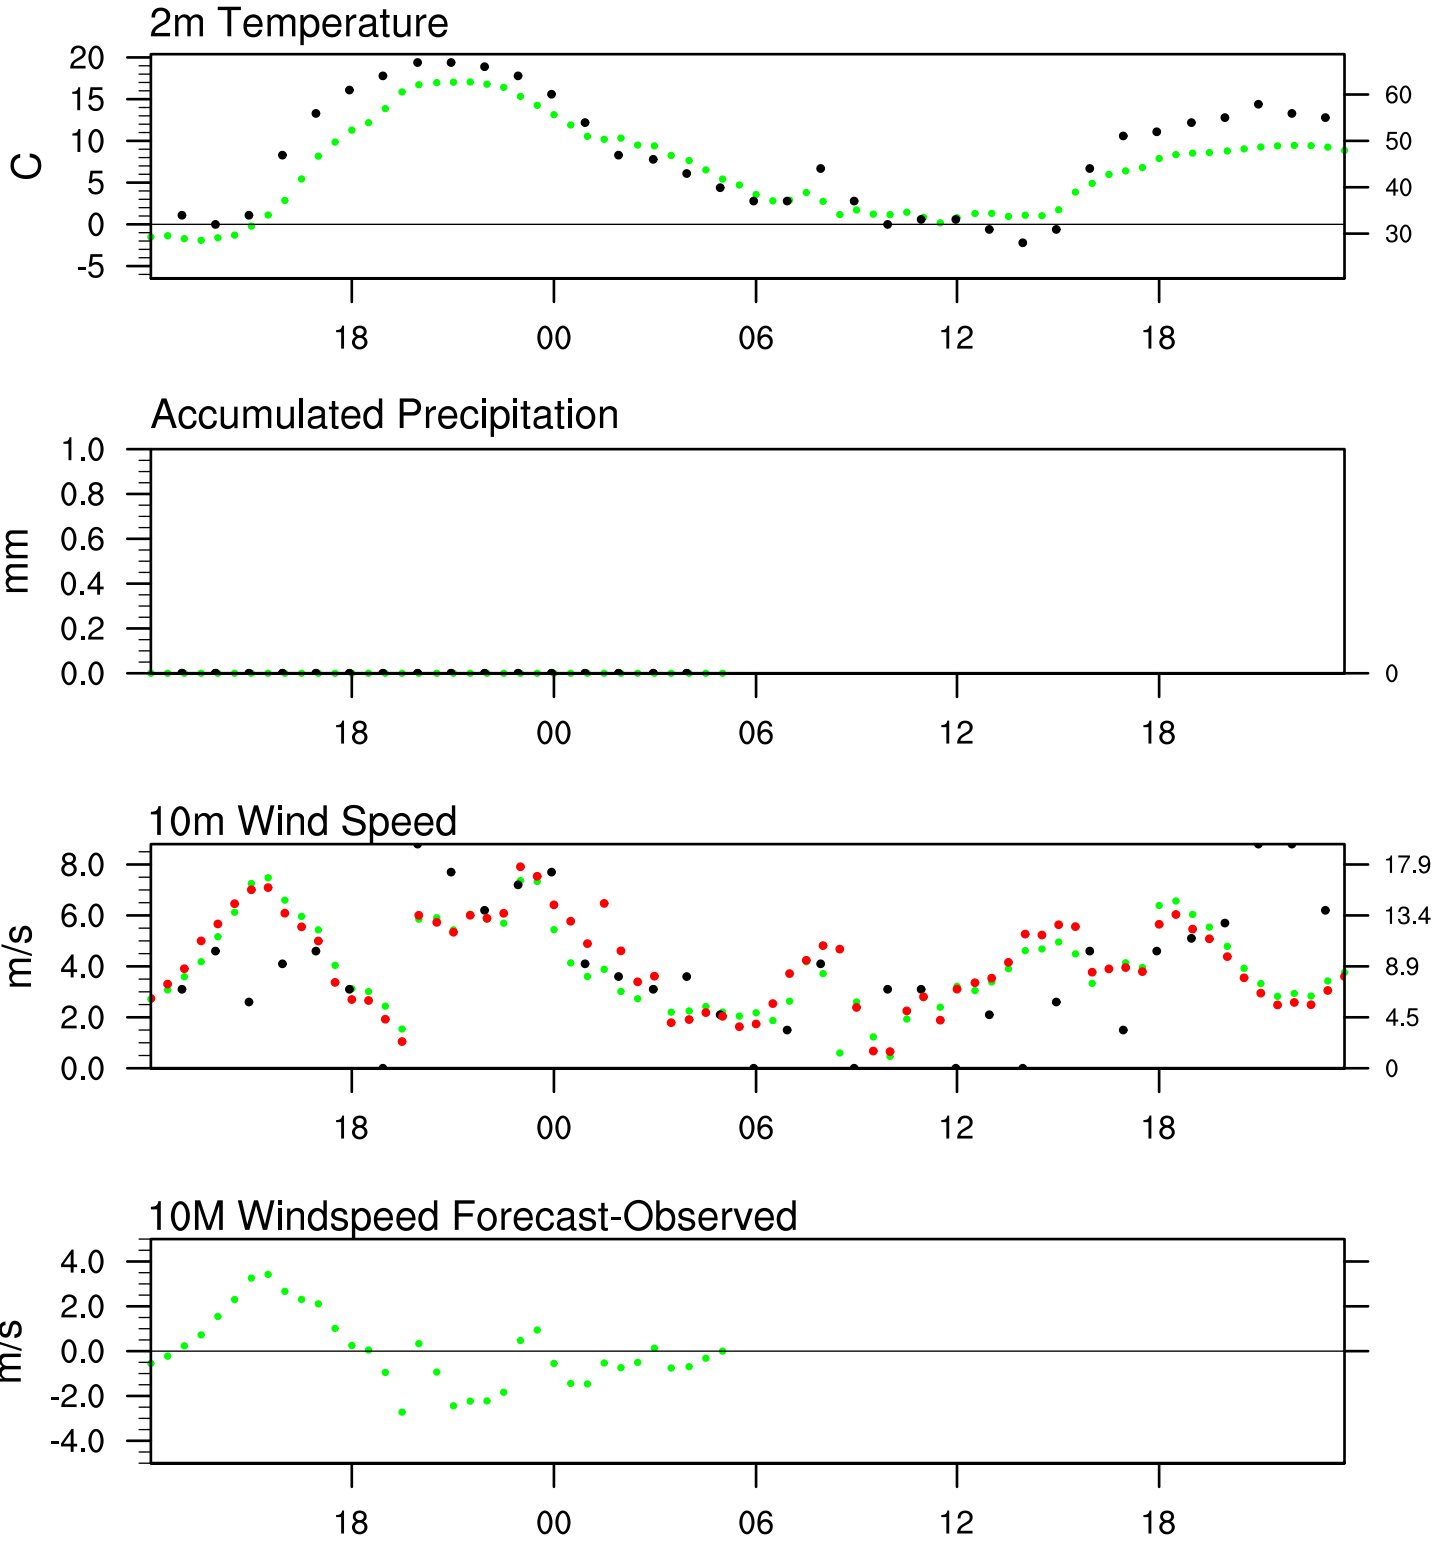 2m Temperature
20
15
10
5
0
-5
C
60
50
40
30
18 00 06 12 18
Accumulated Precipitation
1.0
0.8
0.6
0.4
0.2
0.0
mm
0
18 00 06 12 18
10m Wind Speed
8.0
6.0
4.0
2.0
0.0
m/s
17.9
13.4
8.9
4.5
0
18 00 06 12 18
10M Windspeed Forecast-Observed
4.0
2.0
0.0
-2.0
-4.0
m/s
18 00 06 12 18